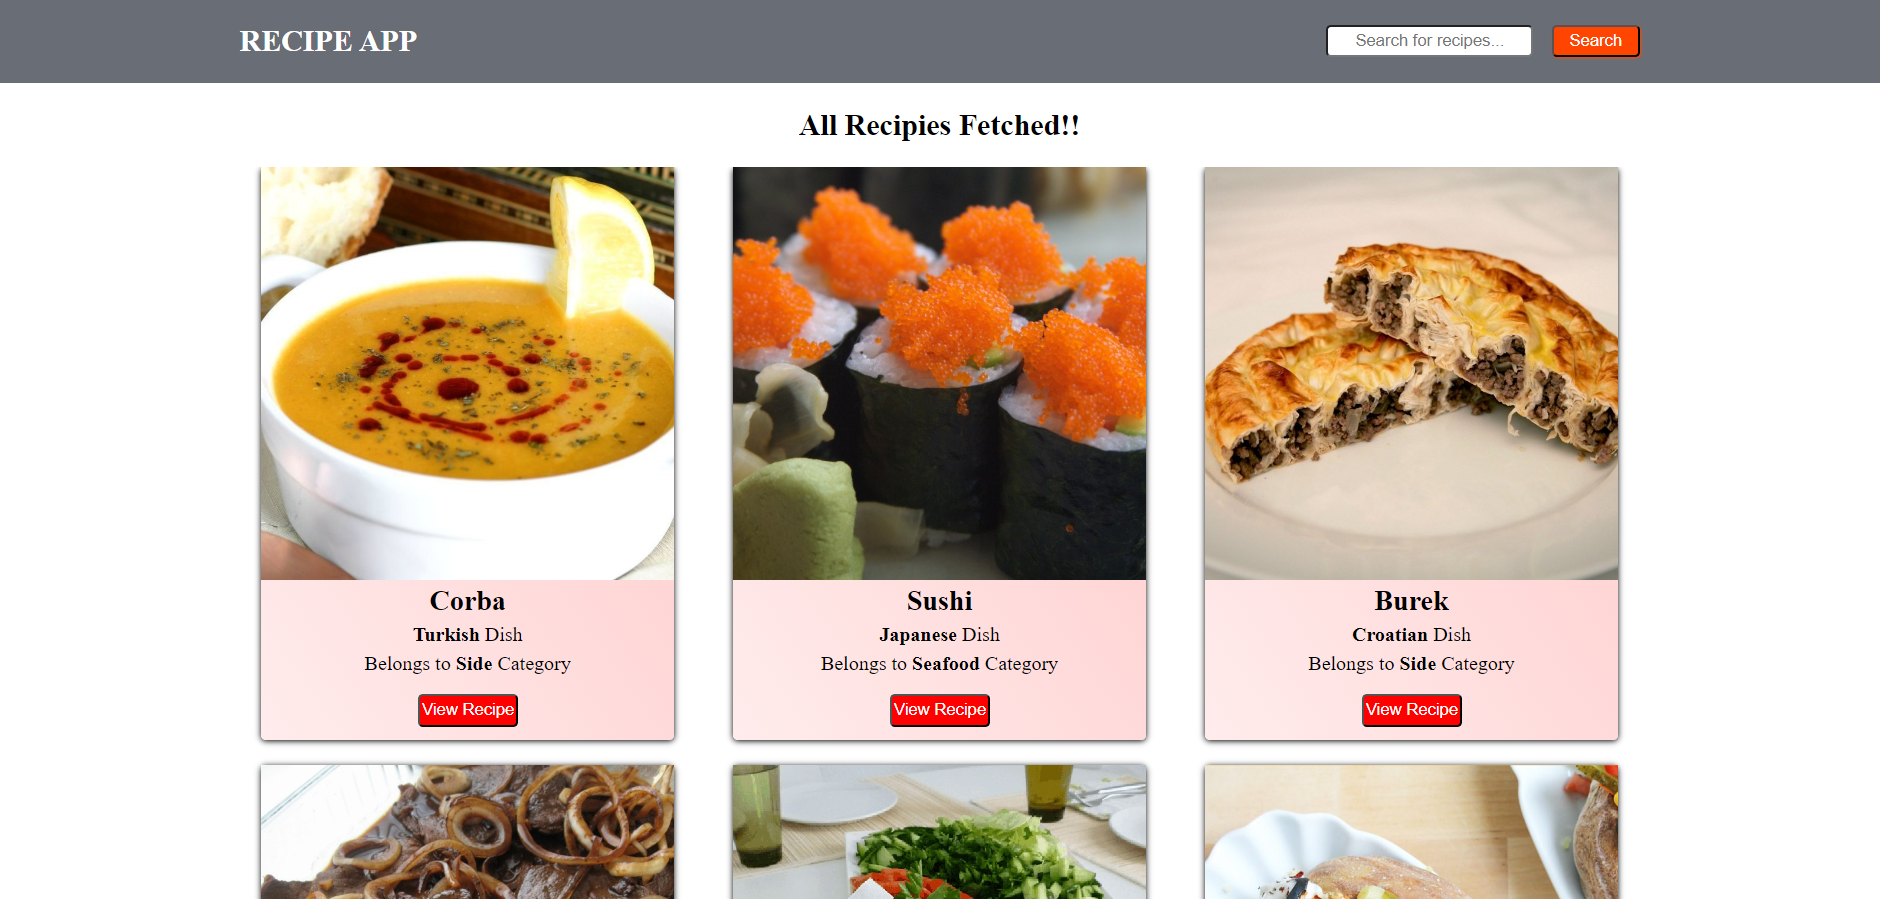 RECIPE APP
Search for recipes...
Search
All Recipies Fetched!!
Corba
Turkish Dish
Belongs to Side Category
View Recipe
Sushi
Japanese Dish
Belongs to Seafood Category
View Recipe
Burek
Croatian Dish
Belongs to Side Category
View Recipe